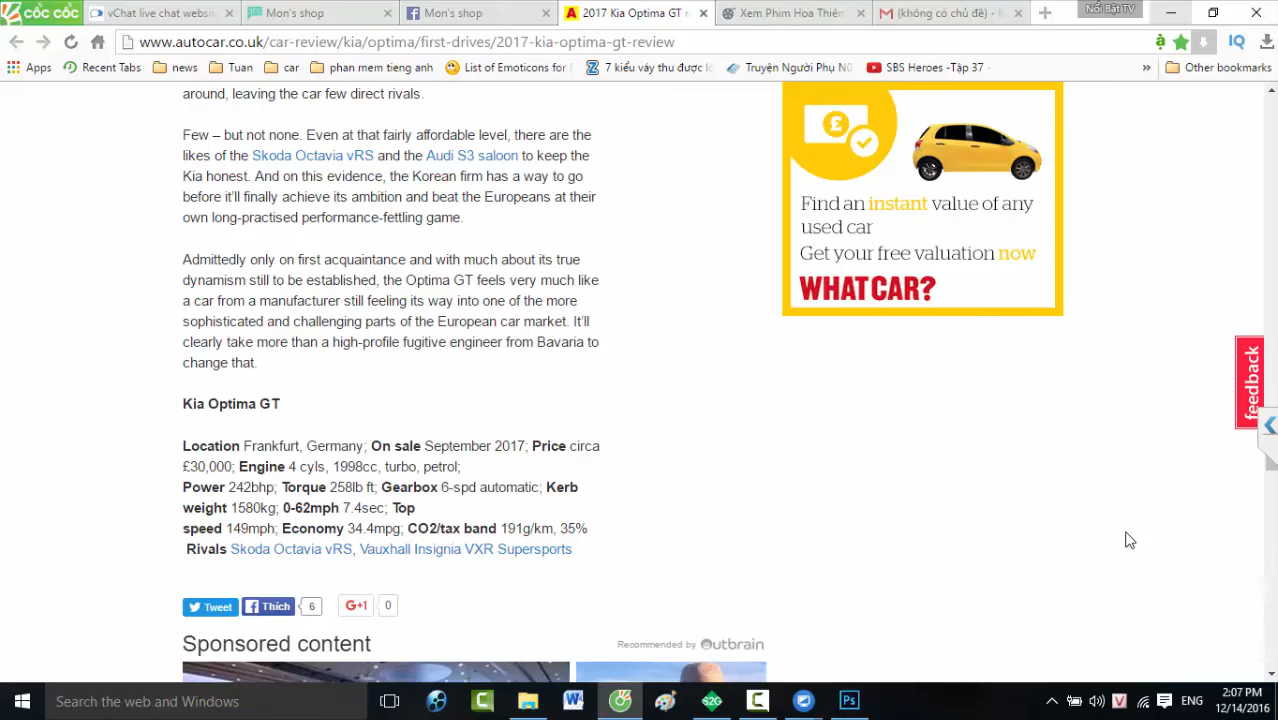 cốc cốc
vChat live chat websit
Mon's shop
Mon's shop
2017 Kia Optima GT
Xem Phim Hoa Thiên
(không có chủ đề) -
Nổi Bật TV
www.autocar.co.uk/car-review/kia/optima/first-drives/2017-kia-optima-gt-review
Apps
Recent Tabs
news
Tuan
car
phan mem tieng anh
List of Emoticons for
7 kiểu váy thu được
Truyện Người Phụ Nữ
SBS Heroes -Tập 37 -
»
Other bookmarks
around, leaving the car few direct rivals.
Few – but not none. Even at that fairly affordable level, there are the
likes of the Skoda Octavia vRS and the Audi S3 saloon to keep the
Kia honest. And on this evidence, the Korean firm has a way to go
before it'll finally achieve its ambition and beat the Europeans at their
own long-practised performance-fettling game.
Admittedly only on first acquaintance and with much about its true
dynamism still to be established, the Optima GT feels very much like
a car from a manufacturer still feeling its way into one of the more
sophisticated and challenging parts of the European car market. It'll
clearly take more than a high-profile fugitive engineer from Bavaria to
change that.
Kia Optima GT
Location Frankfurt, Germany; On sale September 2017; Price circa
£30,000; Engine 4 cyls, 1998cc, turbo, petrol;
Power 242bhp; Torque 258lb ft; Gearbox 6-spd automatic; Kerb
weight 1580kg; 0-62mph 7.4sec; Top
speed 149mph; Economy 34.4mpg; CO2/tax band 191g/km, 35%
Rivals Skoda Octavia vRS, Vauxhall Insignia VXR Supersports
Tweet
Thích
6
G+1
0
Sponsored content
Recommended by Outbrain
£
Find an instant value of any
used car
Get your free valuation now
WHATCAR?
feedback
Search the web and Windows
ENG
2:07 PM
12/14/2016